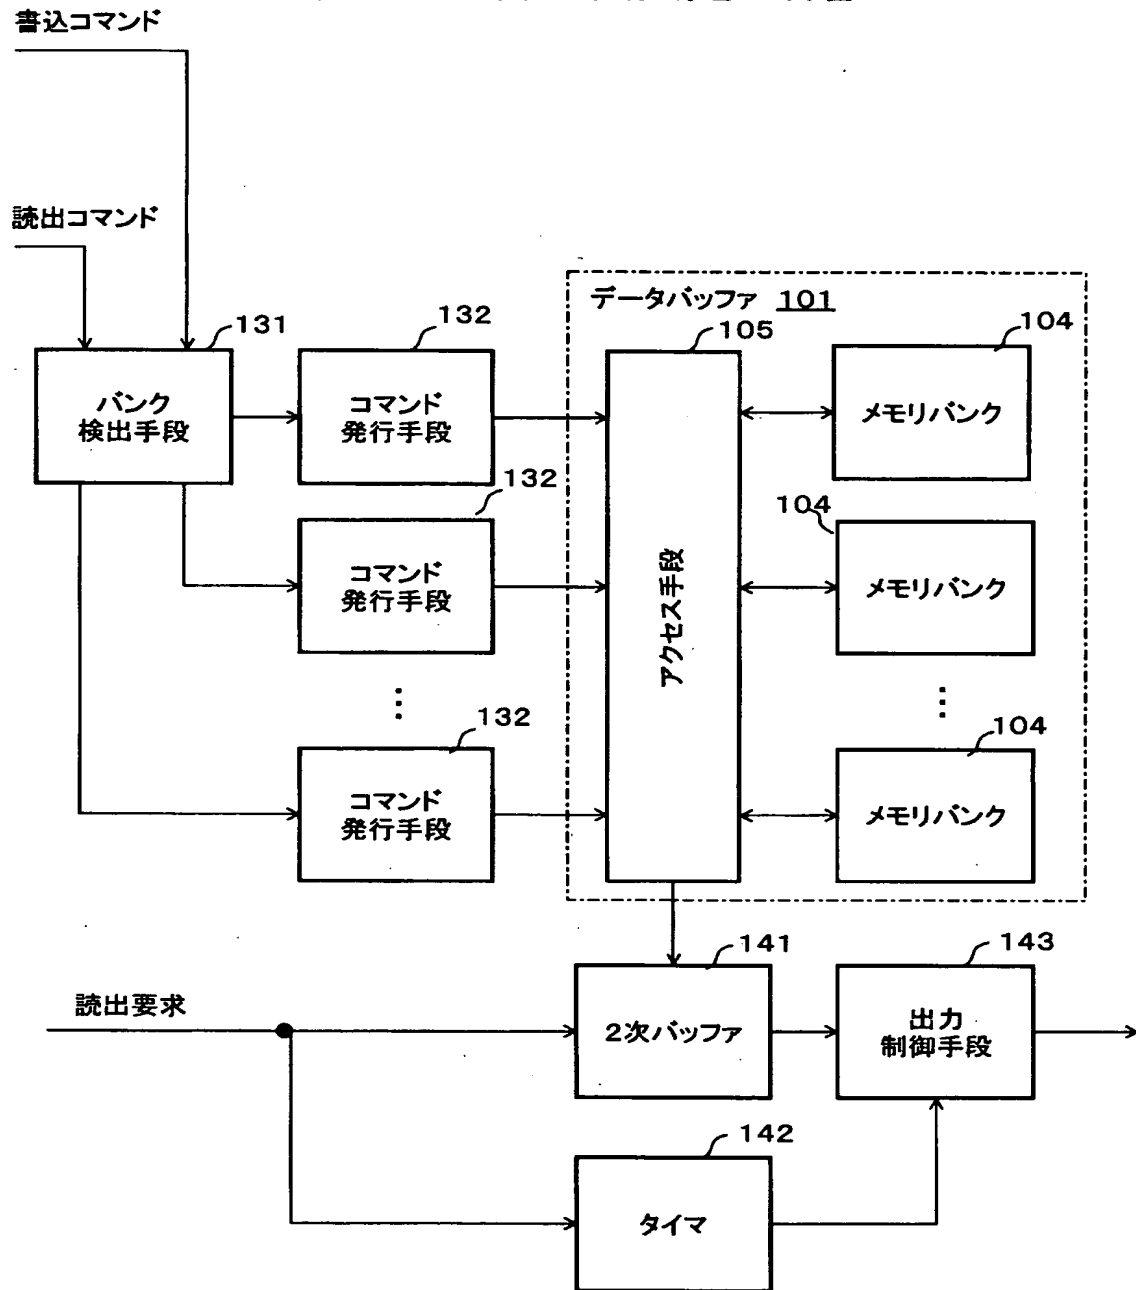 書込コマンド
読出コマンド
データバッファ 101
131
132
105
104
バンク
検出手段
コマンド
発行手段
メモリバンク
132
104
コマンド
発行手段
アクセス手段
メモリバンク
⋮
⋮
132
104
コマンド
発行手段
メモリバンク
141
143
読出要求
2次バッファ
出力
制御手段
142
タイマ